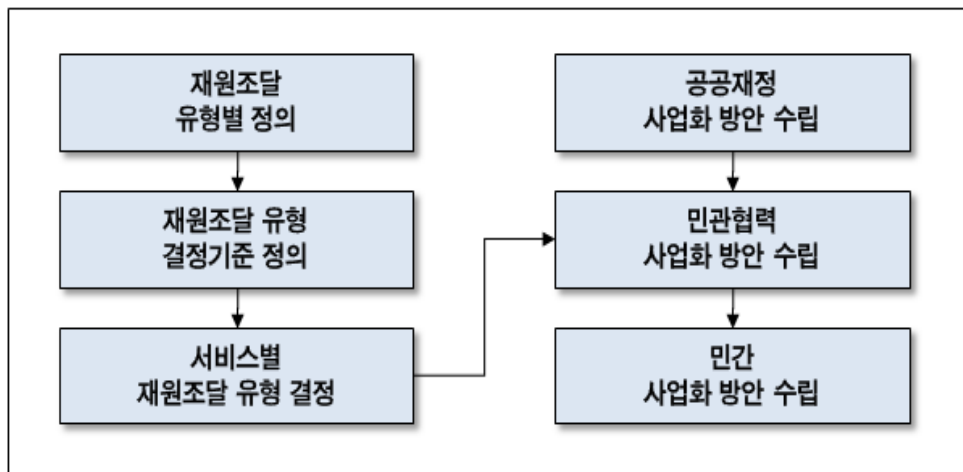 재원조달
유형별 정의
재원조달 유형
결정기준 정의
서비스별
재원조달 유형 결정
공공재정
사업화 방안 수립
민관협력
사업화 방안 수립
민간
사업화 방안 수립